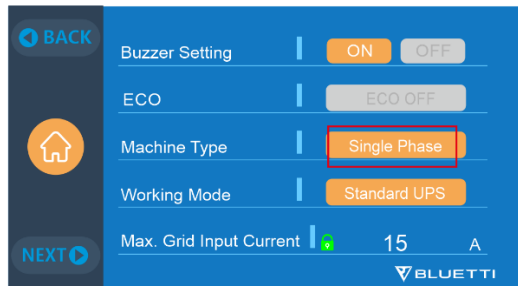 BACK
Buzzer Setting ON OFF
ECO ECO OFF
Machine Type Single Phase
Working Mode Standard UPS
Max. Grid Input Current 15 A
NEXT
BLUETTI